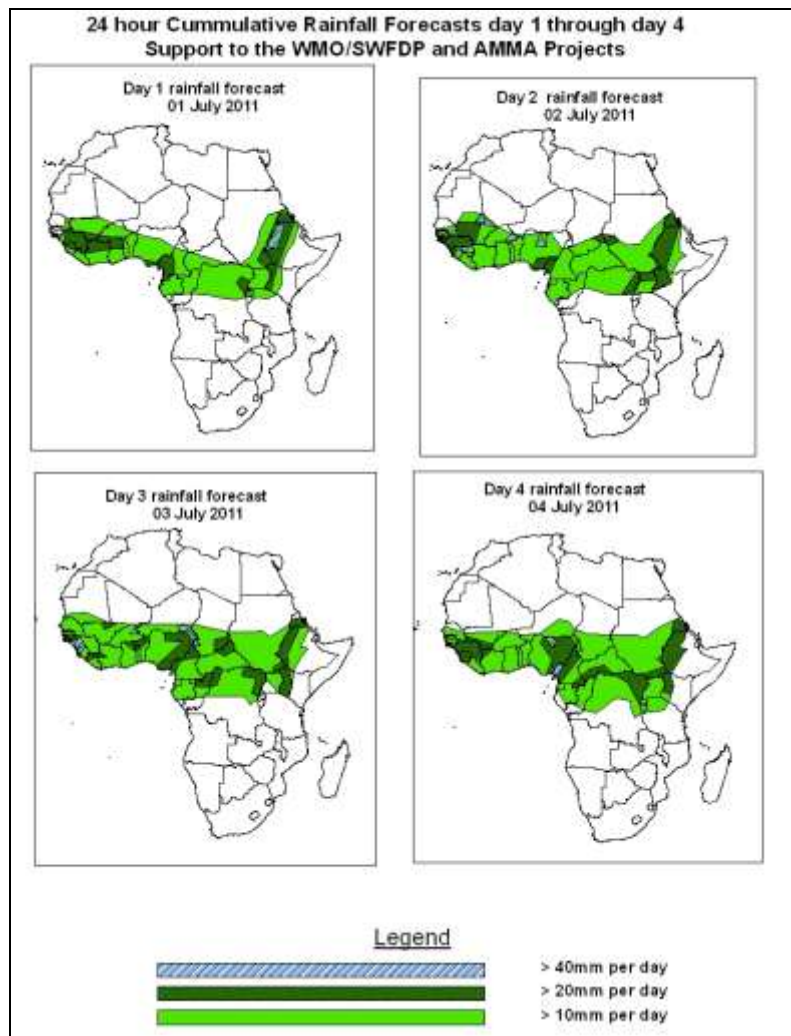 24 hour Cummulative Rainfall Forecasts day 1 through day 4
Support to the WMO/SWFDP and AMMA Projects
Day 1 rainfall forecast
01 July 2011
Day 2 rainfall forecast
02 July 2011
Day 3 rainfall forecast
03 July 2011
Day 4 rainfall forecast
04 July 2011
Legend
> 40mm per day
> 20mm per day
> 10mm per day